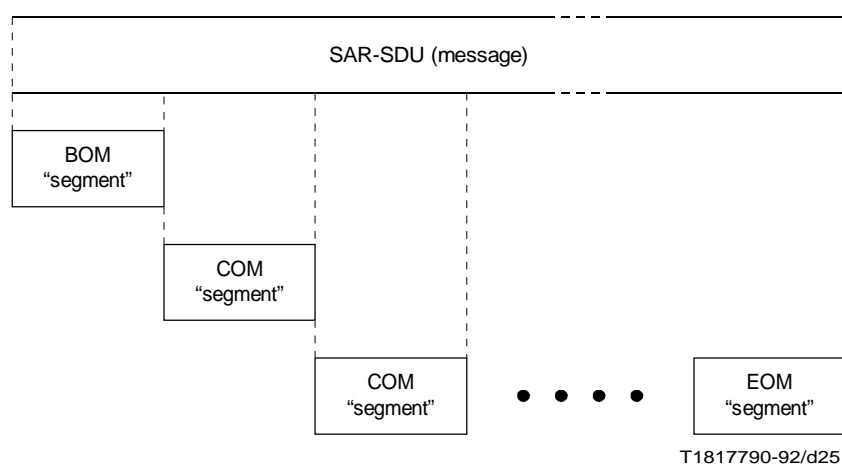 SAR-SDU (message)
BOM
“segment”
COM
“segment”
COM
“segment”
EOM
“segment”
T1817790-92/d25